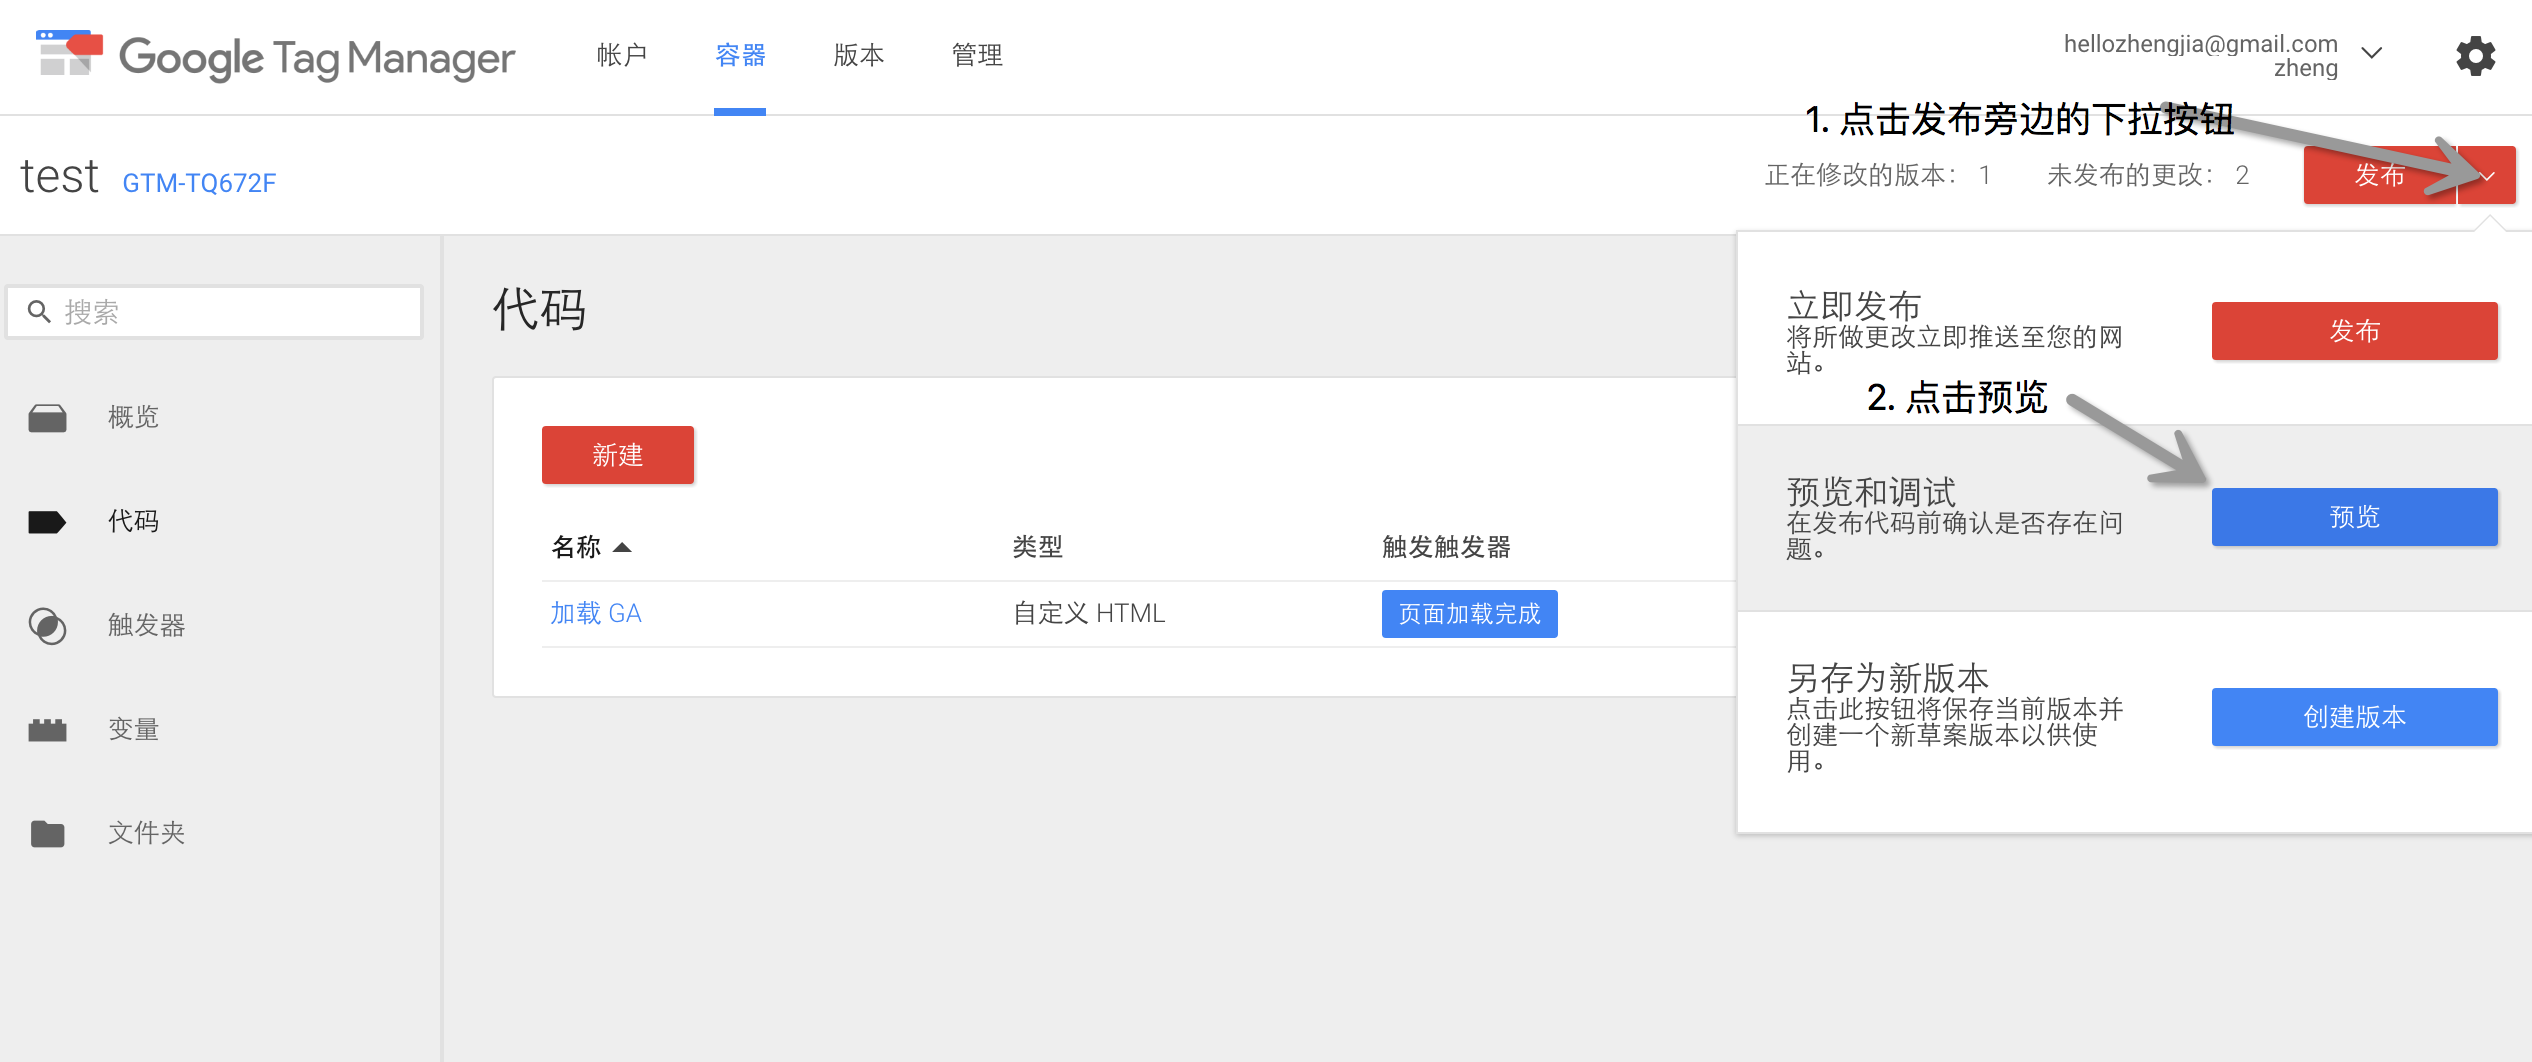 Google Tag Manager
帐户
容器
版本
管理
hellozhengjia@gmail.com
zheng
1. 点击发布旁边的下拉按钮
test GTM-TQ672F
正在修改的版本： 1
未发布的更改： 2
发布
搜索
概览
代码
触发器
变量
文件夹
代码
新建
名称
类型
触发触发器
加载 GA
自定义 HTML
页面加载完成
立即发布
将所做更改立即推送至您的网
站。
发布
2. 点击预览
预览和调试
在发布代码前确认是否存在问
题。
预览
另存为新版本
点击此按钮将保存当前版本并
创建一个新草案版本以供使
用。
创建版本